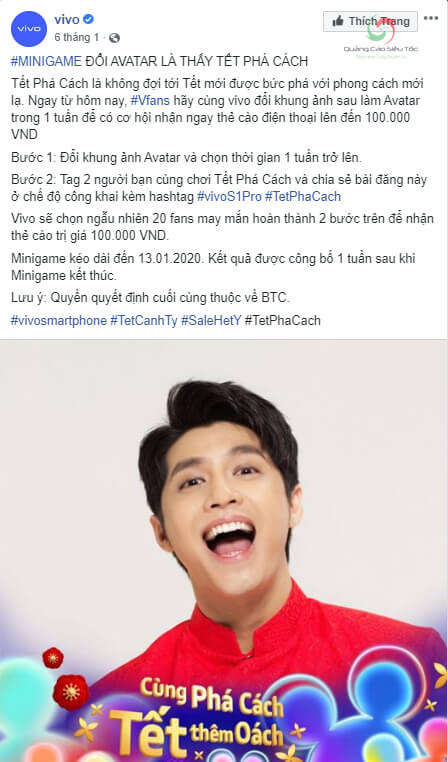 vivo
vivo
6 tháng 1
Thích Trang
Quảng Cáo Siêu Tốc
#MINIGAME ĐỔI AVATAR LÀ THẤY TẾT PHÁ CÁCH
Tết Phá Cách là không đợi tới Tết mới được bức phá với phong cách mới
lạ. Ngay từ hôm nay, #Vfans hãy cùng vivo đổi khung ảnh sau làm Avatar
trong 1 tuần để có cơ hội nhận ngay thẻ cào điện thoại lên đến 100.000
VND
Bước 1: Đổi khung ảnh Avatar và chọn thời gian 1 tuần trở lên.
Bước 2: Tag 2 người bạn cùng chơi Tết Phá Cách và chia sẻ bài đăng này
ở chế độ công khai kèm hashtag #vivoS1Pro #TetPhaCach
Vivo sẽ chọn ngẫu nhiên 20 fans may mắn hoàn thành 2 bước trên để nhận
thẻ cào trị giá 100.000 VND.
Minigame kéo dài đến 13.01.2020. Kết quả được công bố 1 tuần sau khi
Minigame kết thúc.
Lưu ý: Quyền quyết định cuối cùng thuộc về BTC.
#vivosmartphone #TetCanhTy #SaleHetY #TetPhaCach
Cùng Phá Cách
Tết thêm Oách